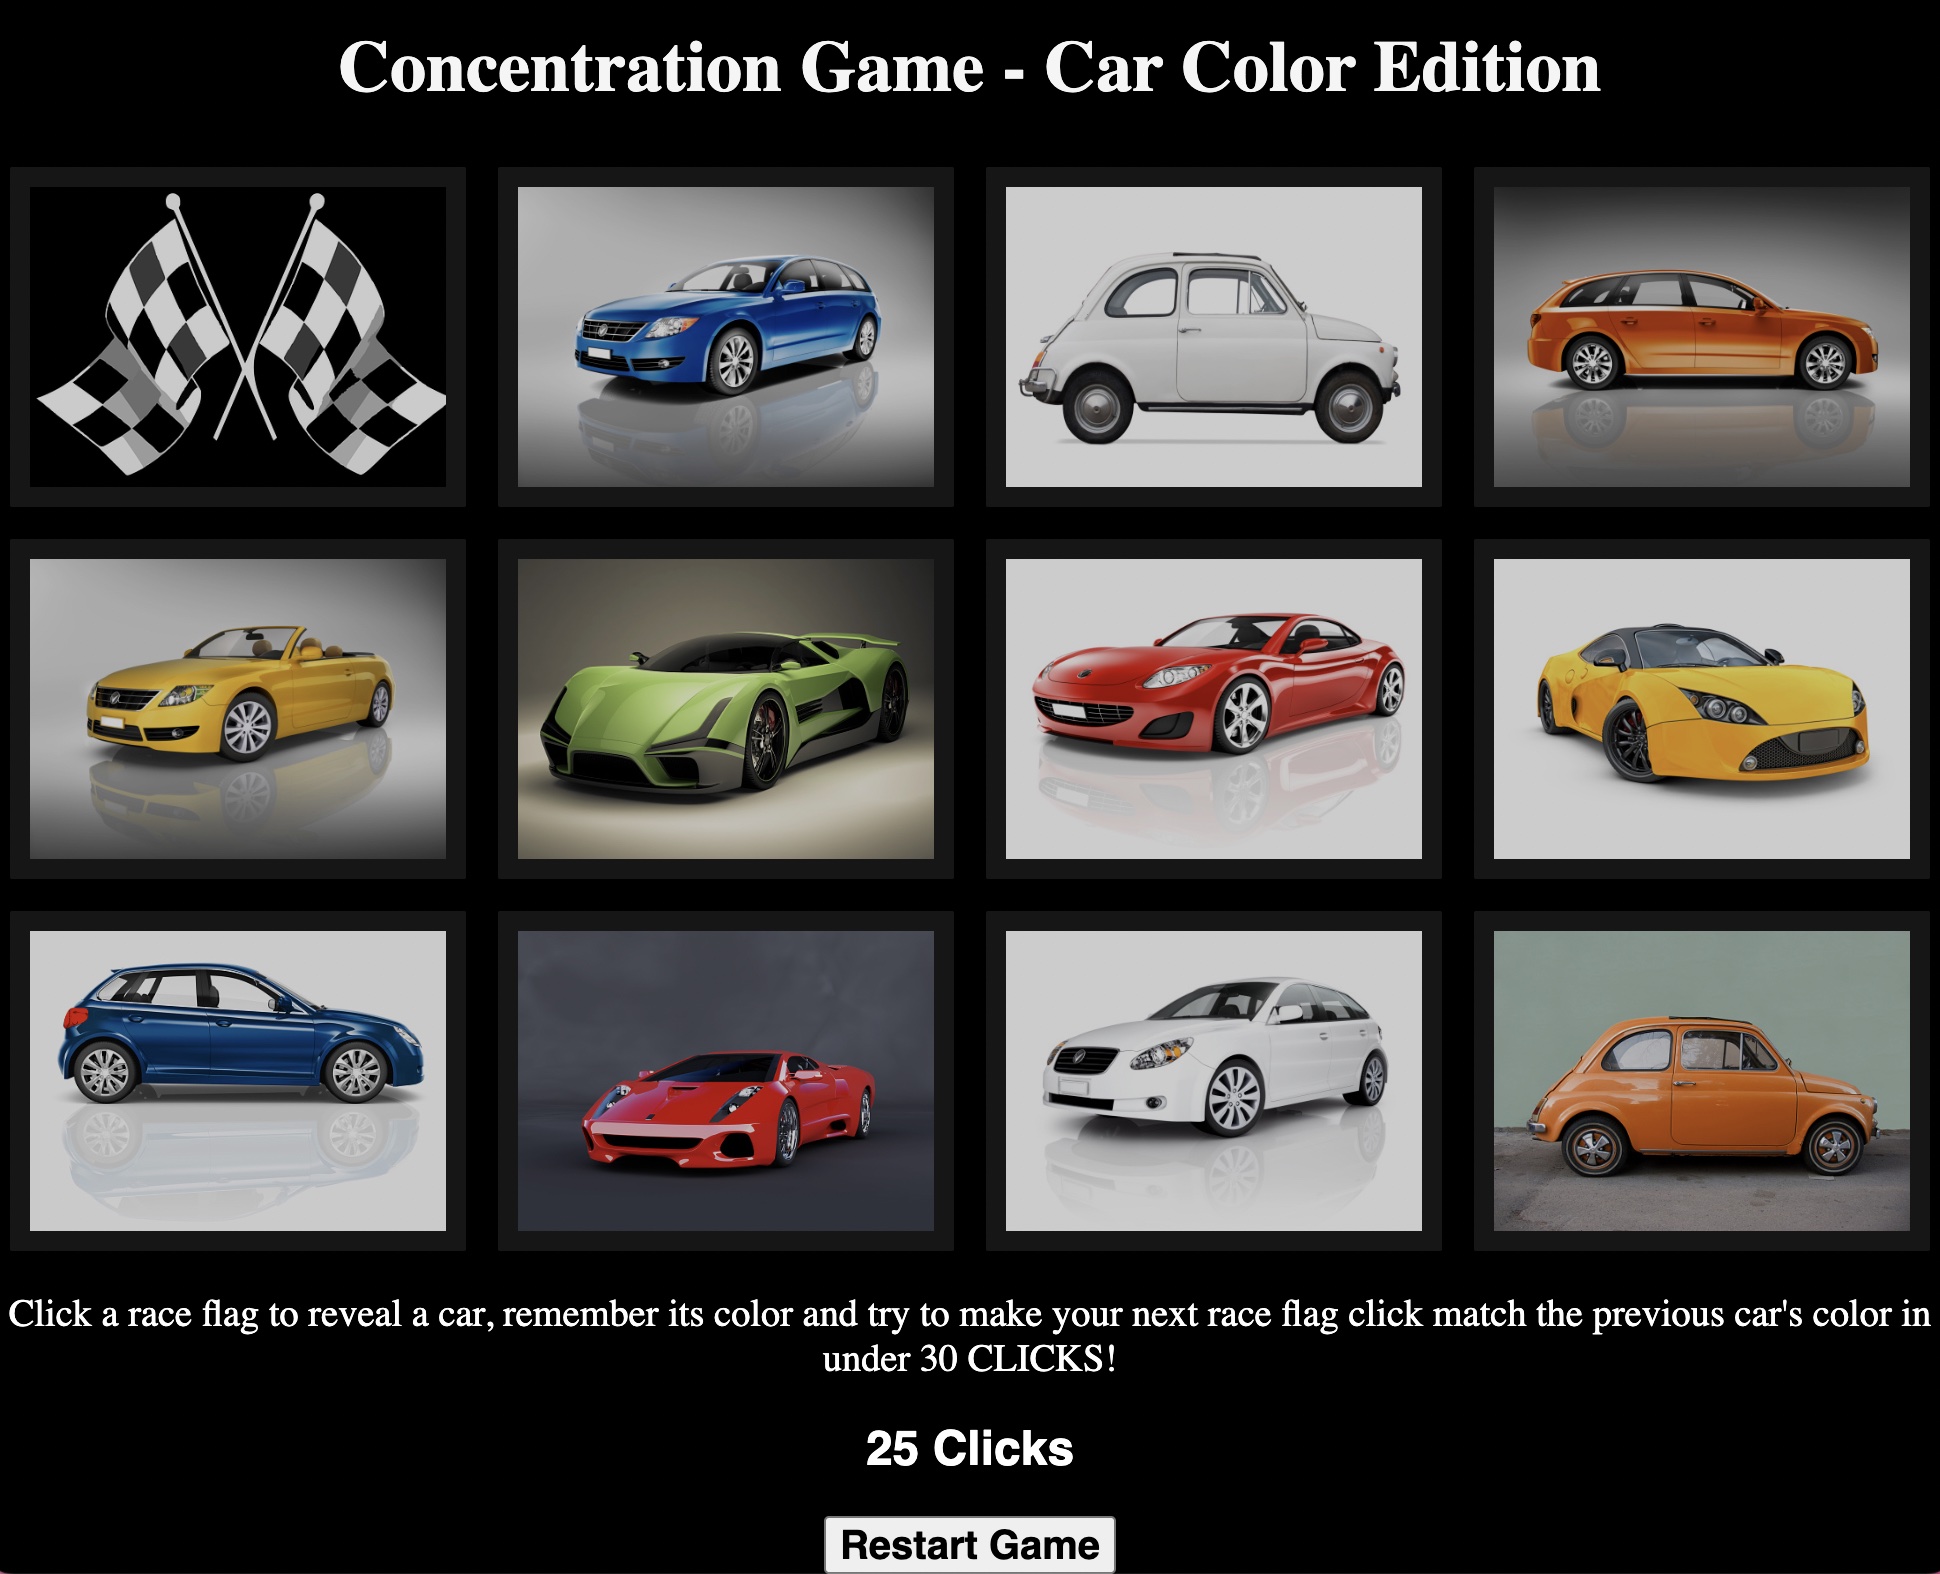 Concentration Game - Car Color Edition
Click a race flag to reveal a car, remember its color and try to make your next race flag click match the previous car's color in
under 30 CLICKS!
25 Clicks
Restart Game